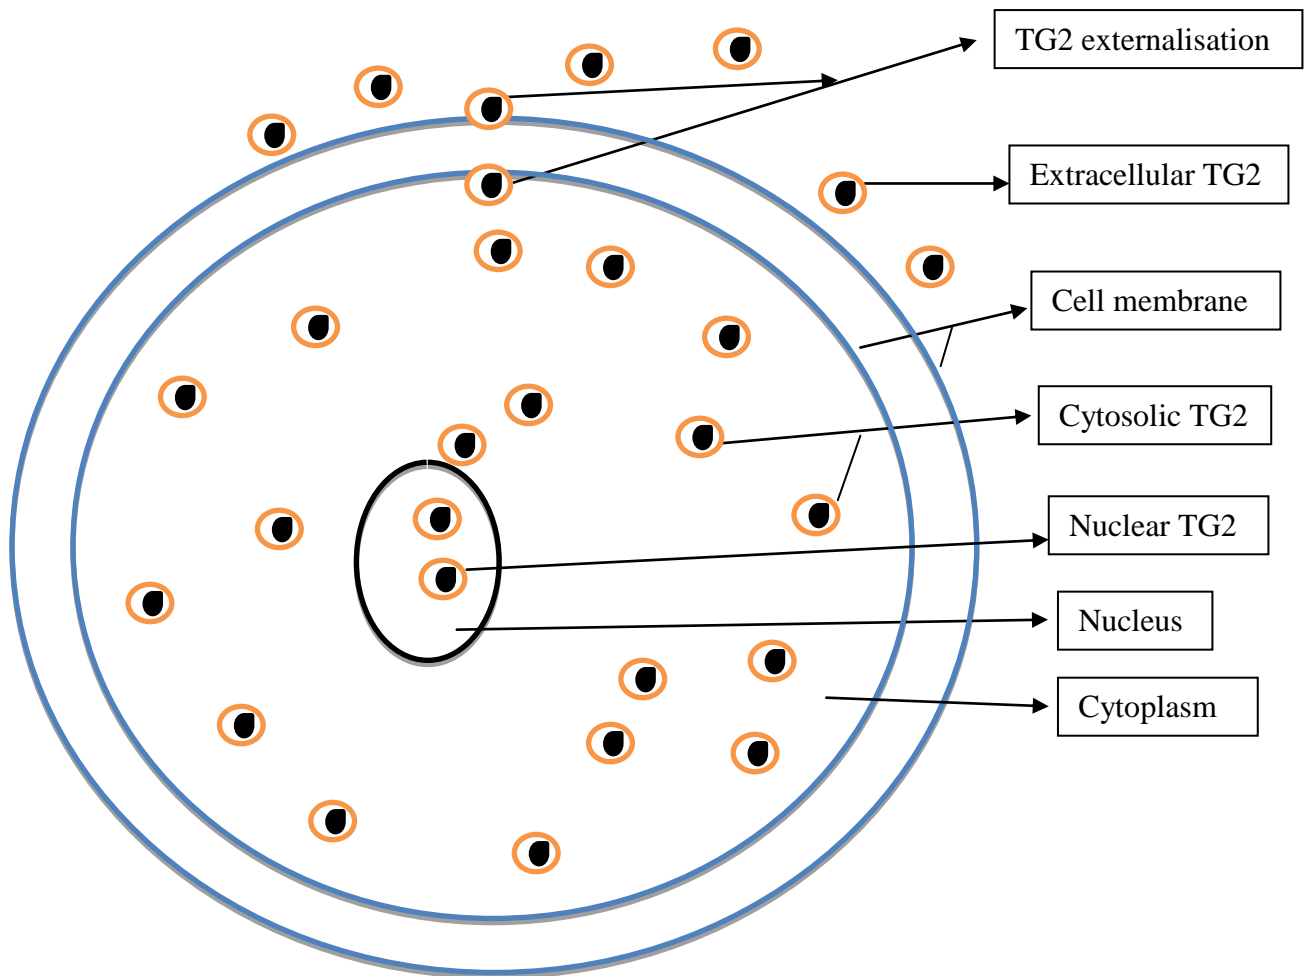 TG2 externalisation
Extracellular TG2
Cell membrane
Cytosolic TG2
Nuclear TG2
Nucleus
Cytoplasm